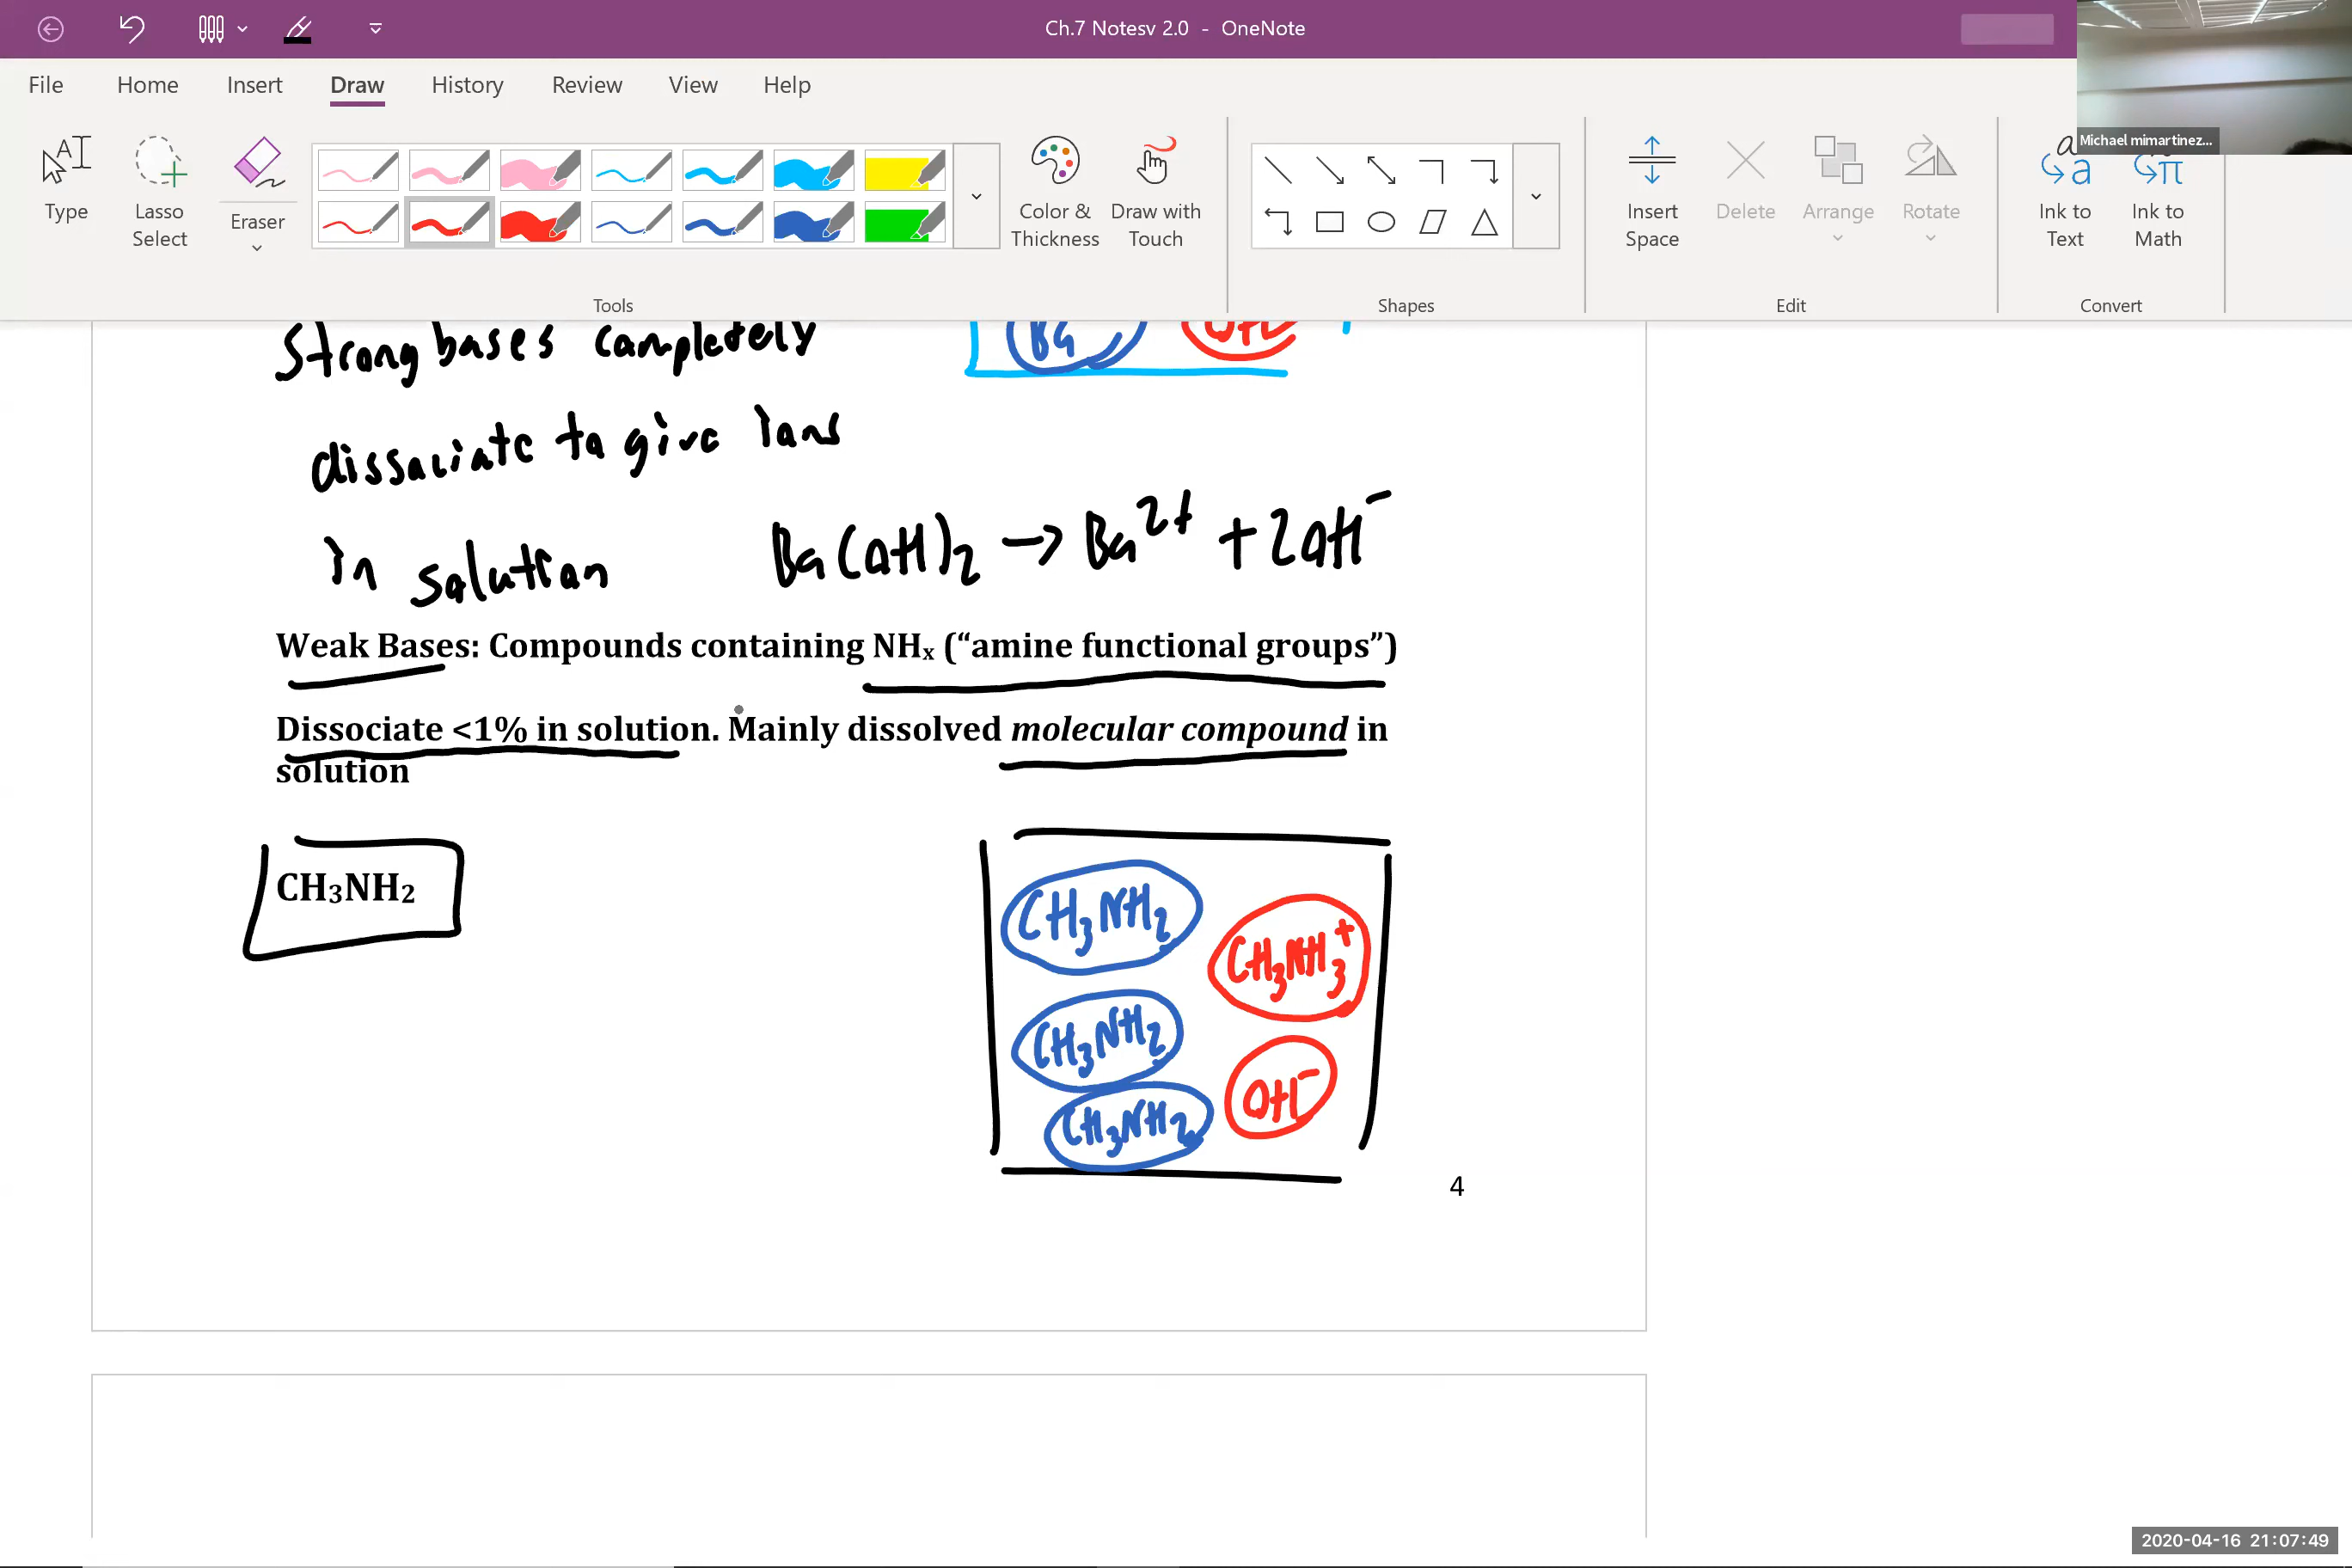 Ch.7 Notesv 2.0 - OneNote
File Home Insert Draw History Review View Help
Michael mimartinez...
Type
Lasso Select
Eraser
Color & Thickness
Draw with Touch
Insert Space
Delete
Arrange
Rotate
Ink to Text
Ink to Math
Tools Shapes Edit Convert
Strong bases completely
Ba OH
dissociate to give ions
in solution Ba(OH)₂ → Ba²⁺ + 2OH⁻
Weak Bases: Compounds containing NHₓ (“amine functional groups”)
Dissociate <1% in solution. Mainly dissolved molecular compound in
solution
CH₃NH₂
CH₃NH₂
CH₃NH₃⁺
CH₃NH₂
OH⁻
CH₃NH₂
4
2020-04-16 21:07:49